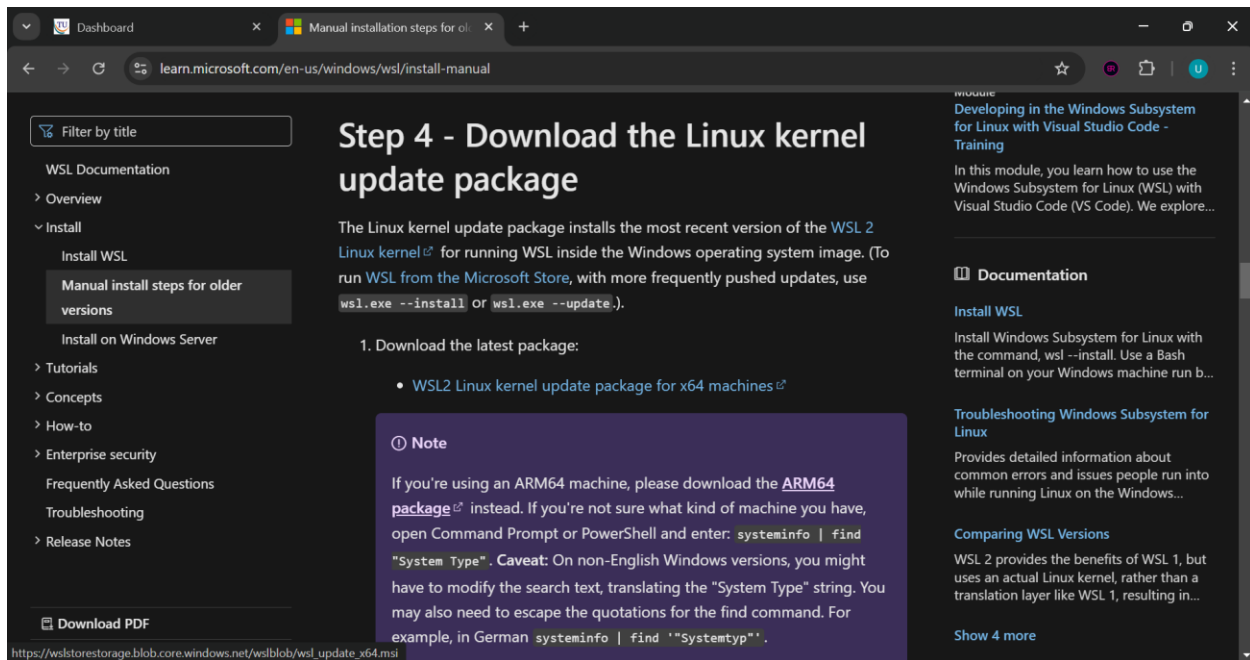 Dashboard
Manual installation steps for ol
learn.microsoft.com/en-us/windows/wsl/install-manual
U
Filter by title
WSL Documentation
Overview
Install
Install WSL
Manual install steps for older
versions
Install on Windows Server
Tutorials
Concepts
How-to
Enterprise security
Frequently Asked Questions
Troubleshooting
Release Notes
Download PDF
https://wslstorestorage.blob.core.windows.net/wslblob/wsl_update_x64.msi
Step 4 - Download the Linux kernel
update package
The Linux kernel update package installs the most recent version of the WSL 2
Linux kernel for running WSL inside the Windows operating system image. (To
run WSL from the Microsoft Store, with more frequently pushed updates, use
wsl.exe --install or wsl.exe --update.).
1. Download the latest package:
• WSL2 Linux kernel update package for x64 machines
Note
If you're using an ARM64 machine, please download the ARM64
package instead. If you're not sure what kind of machine you have,
open Command Prompt or PowerShell and enter: systeminfo | find
"System Type". Caveat: On non-English Windows versions, you might
have to modify the search text, translating the "System Type" string. You
may also need to escape the quotations for the find command. For
example, in German systeminfo | find '"Systemtyp"'.
Module
Developing in the Windows Subsystem
for Linux with Visual Studio Code -
Training
In this module, you learn how to use the
Windows Subsystem for Linux (WSL) with
Visual Studio Code (VS Code). We explore...
Documentation
Install WSL
Install Windows Subsystem for Linux with
the command, wsl --install. Use a Bash
terminal on your Windows machine run b...
Troubleshooting Windows Subsystem for
Linux
Provides detailed information about
common errors and issues people run into
while running Linux on the Windows...
Comparing WSL Versions
WSL 2 provides the benefits of WSL 1, but
uses an actual Linux kernel, rather than a
translation layer like WSL 1, resulting in...
Show 4 more